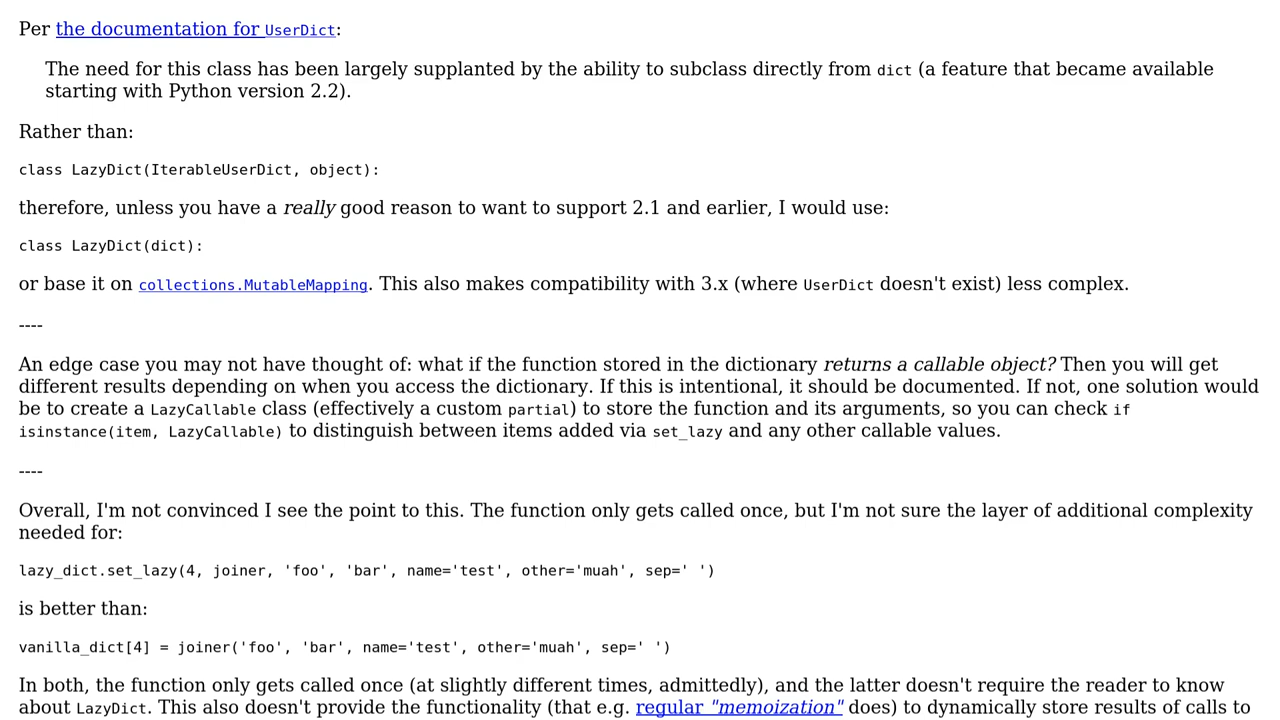 Per the documentation for UserDict:
The need for this class has been largely supplanted by the ability to subclass directly from dict (a feature that became available
starting with Python version 2.2).
Rather than:
class LazyDict(IterableUserDict, object):
therefore, unless you have a really good reason to want to support 2.1 and earlier, I would use:
class LazyDict(dict):
or base it on collections.MutableMapping. This also makes compatibility with 3.x (where UserDict doesn't exist) less complex.
----
An edge case you may not have thought of: what if the function stored in the dictionary returns a callable object? Then you will get
different results depending on when you access the dictionary. If this is intentional, it should be documented. If not, one solution would
be to create a LazyCallable class (effectively a custom partial) to store the function and its arguments, so you can check if
isinstance(item, LazyCallable) to distinguish between items added via set_lazy and any other callable values.
----
Overall, I'm not convinced I see the point to this. The function only gets called once, but I'm not sure the layer of additional complexity
needed for:
lazy_dict.set_lazy(4, joiner, 'foo', 'bar', name='test', other='muah', sep=' ')
is better than:
vanilla_dict[4] = joiner('foo', 'bar', name='test', other='muah', sep=' ')
In both, the function only gets called once (at slightly different times, admittedly), and the latter doesn't require the reader to know
about LazyDict. This also doesn't provide the functionality (that e.g. regular "memoization" does) to dynamically store results of calls to